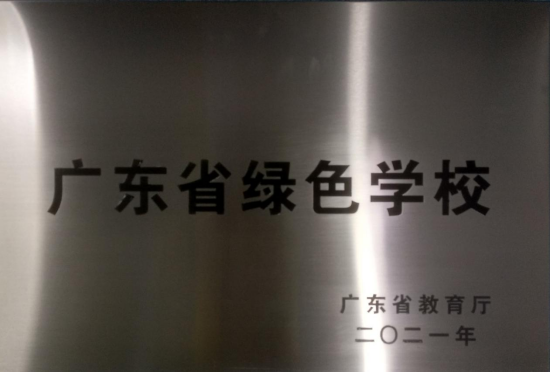 广东省绿色学校
广东省教育厅
二〇二一年